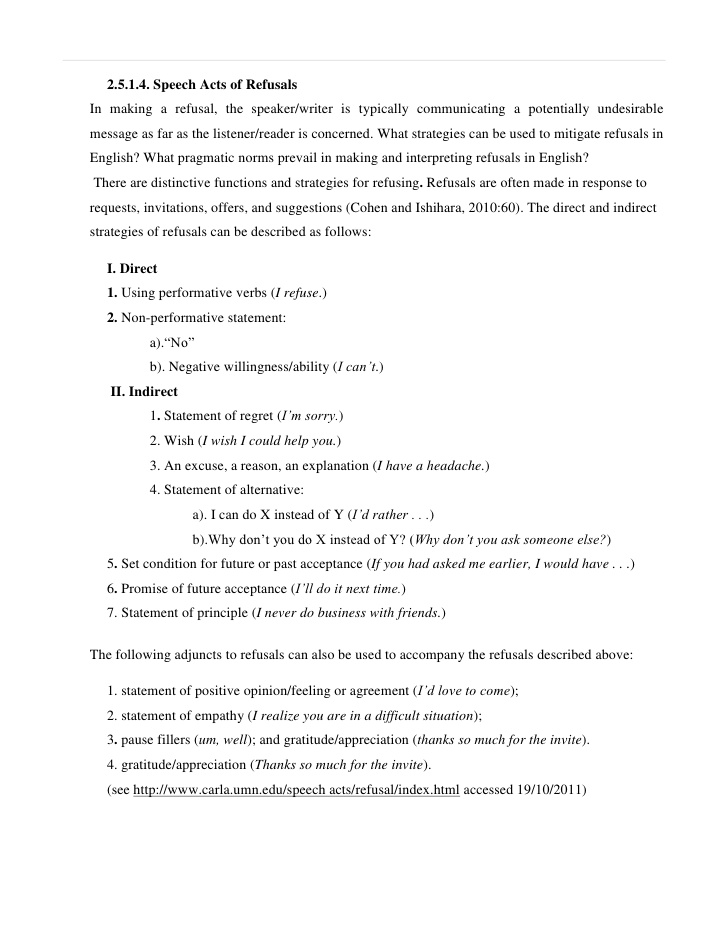 2.5.1.4. Speech Acts of Refusals
In making a refusal, the speaker/writer is typically communicating a potentially undesirable
message as far as the listener/reader is concerned. What strategies can be used to mitigate refusals in
English? What pragmatic norms prevail in making and interpreting refusals in English?
There are distinctive functions and strategies for refusing. Refusals are often made in response to
requests, invitations, offers, and suggestions (Cohen and Ishihara, 2010:60). The direct and indirect
strategies of refusals can be described as follows:
I. Direct
1. Using performative verbs (I refuse.)
2. Non-performative statement:
a).“No”
b). Negative willingness/ability (I can’t.)
II. Indirect
1. Statement of regret (I’m sorry.)
2. Wish (I wish I could help you.)
3. An excuse, a reason, an explanation (I have a headache.)
4. Statement of alternative:
a). I can do X instead of Y (I’d rather . . .)
b).Why don’t you do X instead of Y? (Why don’t you ask someone else?)
5. Set condition for future or past acceptance (If you had asked me earlier, I would have . . .)
6. Promise of future acceptance (I’ll do it next time.)
7. Statement of principle (I never do business with friends.)
The following adjuncts to refusals can also be used to accompany the refusals described above:
1. statement of positive opinion/feeling or agreement (I’d love to come);
2. statement of empathy (I realize you are in a difficult situation);
3. pause fillers (um, well); and gratitude/appreciation (thanks so much for the invite).
4. gratitude/appreciation (Thanks so much for the invite).
(see http://www.carla.umn.edu/speech acts/refusal/index.html accessed 19/10/2011)